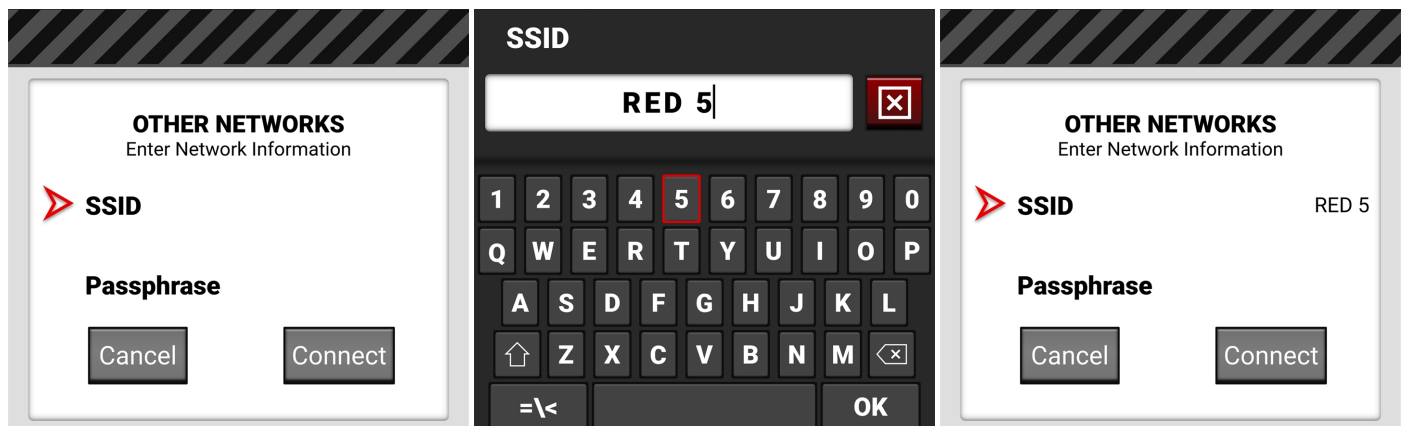 OTHER NETWORKS
Enter Network Information
SSID
Passphrase
Cancel Connect
SSID
RED 5
1 2 3 4 5 6 7 8 9 0
Q W E R T Y U I O P
A S D F G H J K L
Z X C V B N M
=\< OK
OTHER NETWORKS
Enter Network Information
SSID RED 5
Passphrase
Cancel Connect